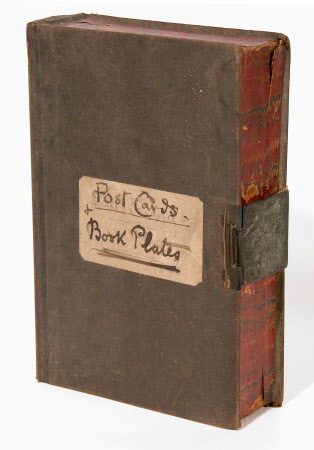 Post Cards.
& Book Plates